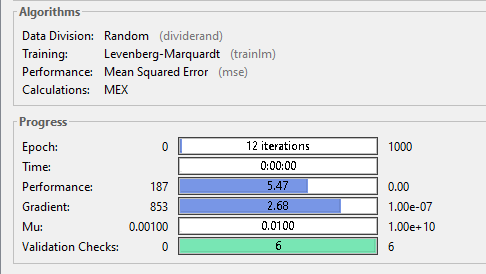 Algorithms
Data Division: Random (dividerand)
Training: Levenberg-Marquardt (trainlm)
Performance: Mean Squared Error (mse)
Calculations: MEX
Progress
Epoch: 0 12 iterations 1000
Time: 0:00:00
Performance: 187 5.47 0.00
Gradient: 853 2.68 1.00e-07
Mu: 0.00100 0.0100 1.00e+10
Validation Checks: 0 6 6